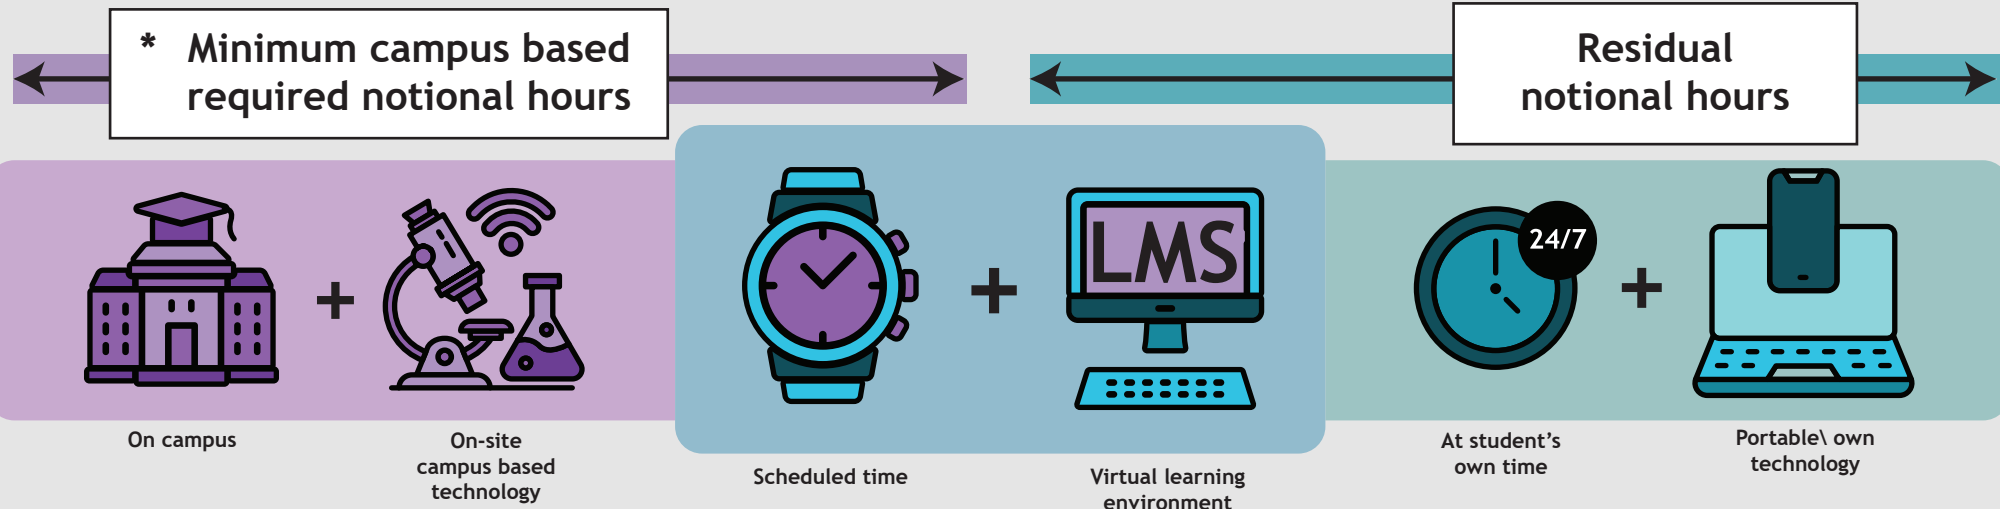 * Minimum campus based
required notional hours
Residual
notional hours
LMS
24/7
On campus
On-site
campus based
technology
Scheduled time
Virtual learning
environment
At student's
own time
Portable\ own
technology